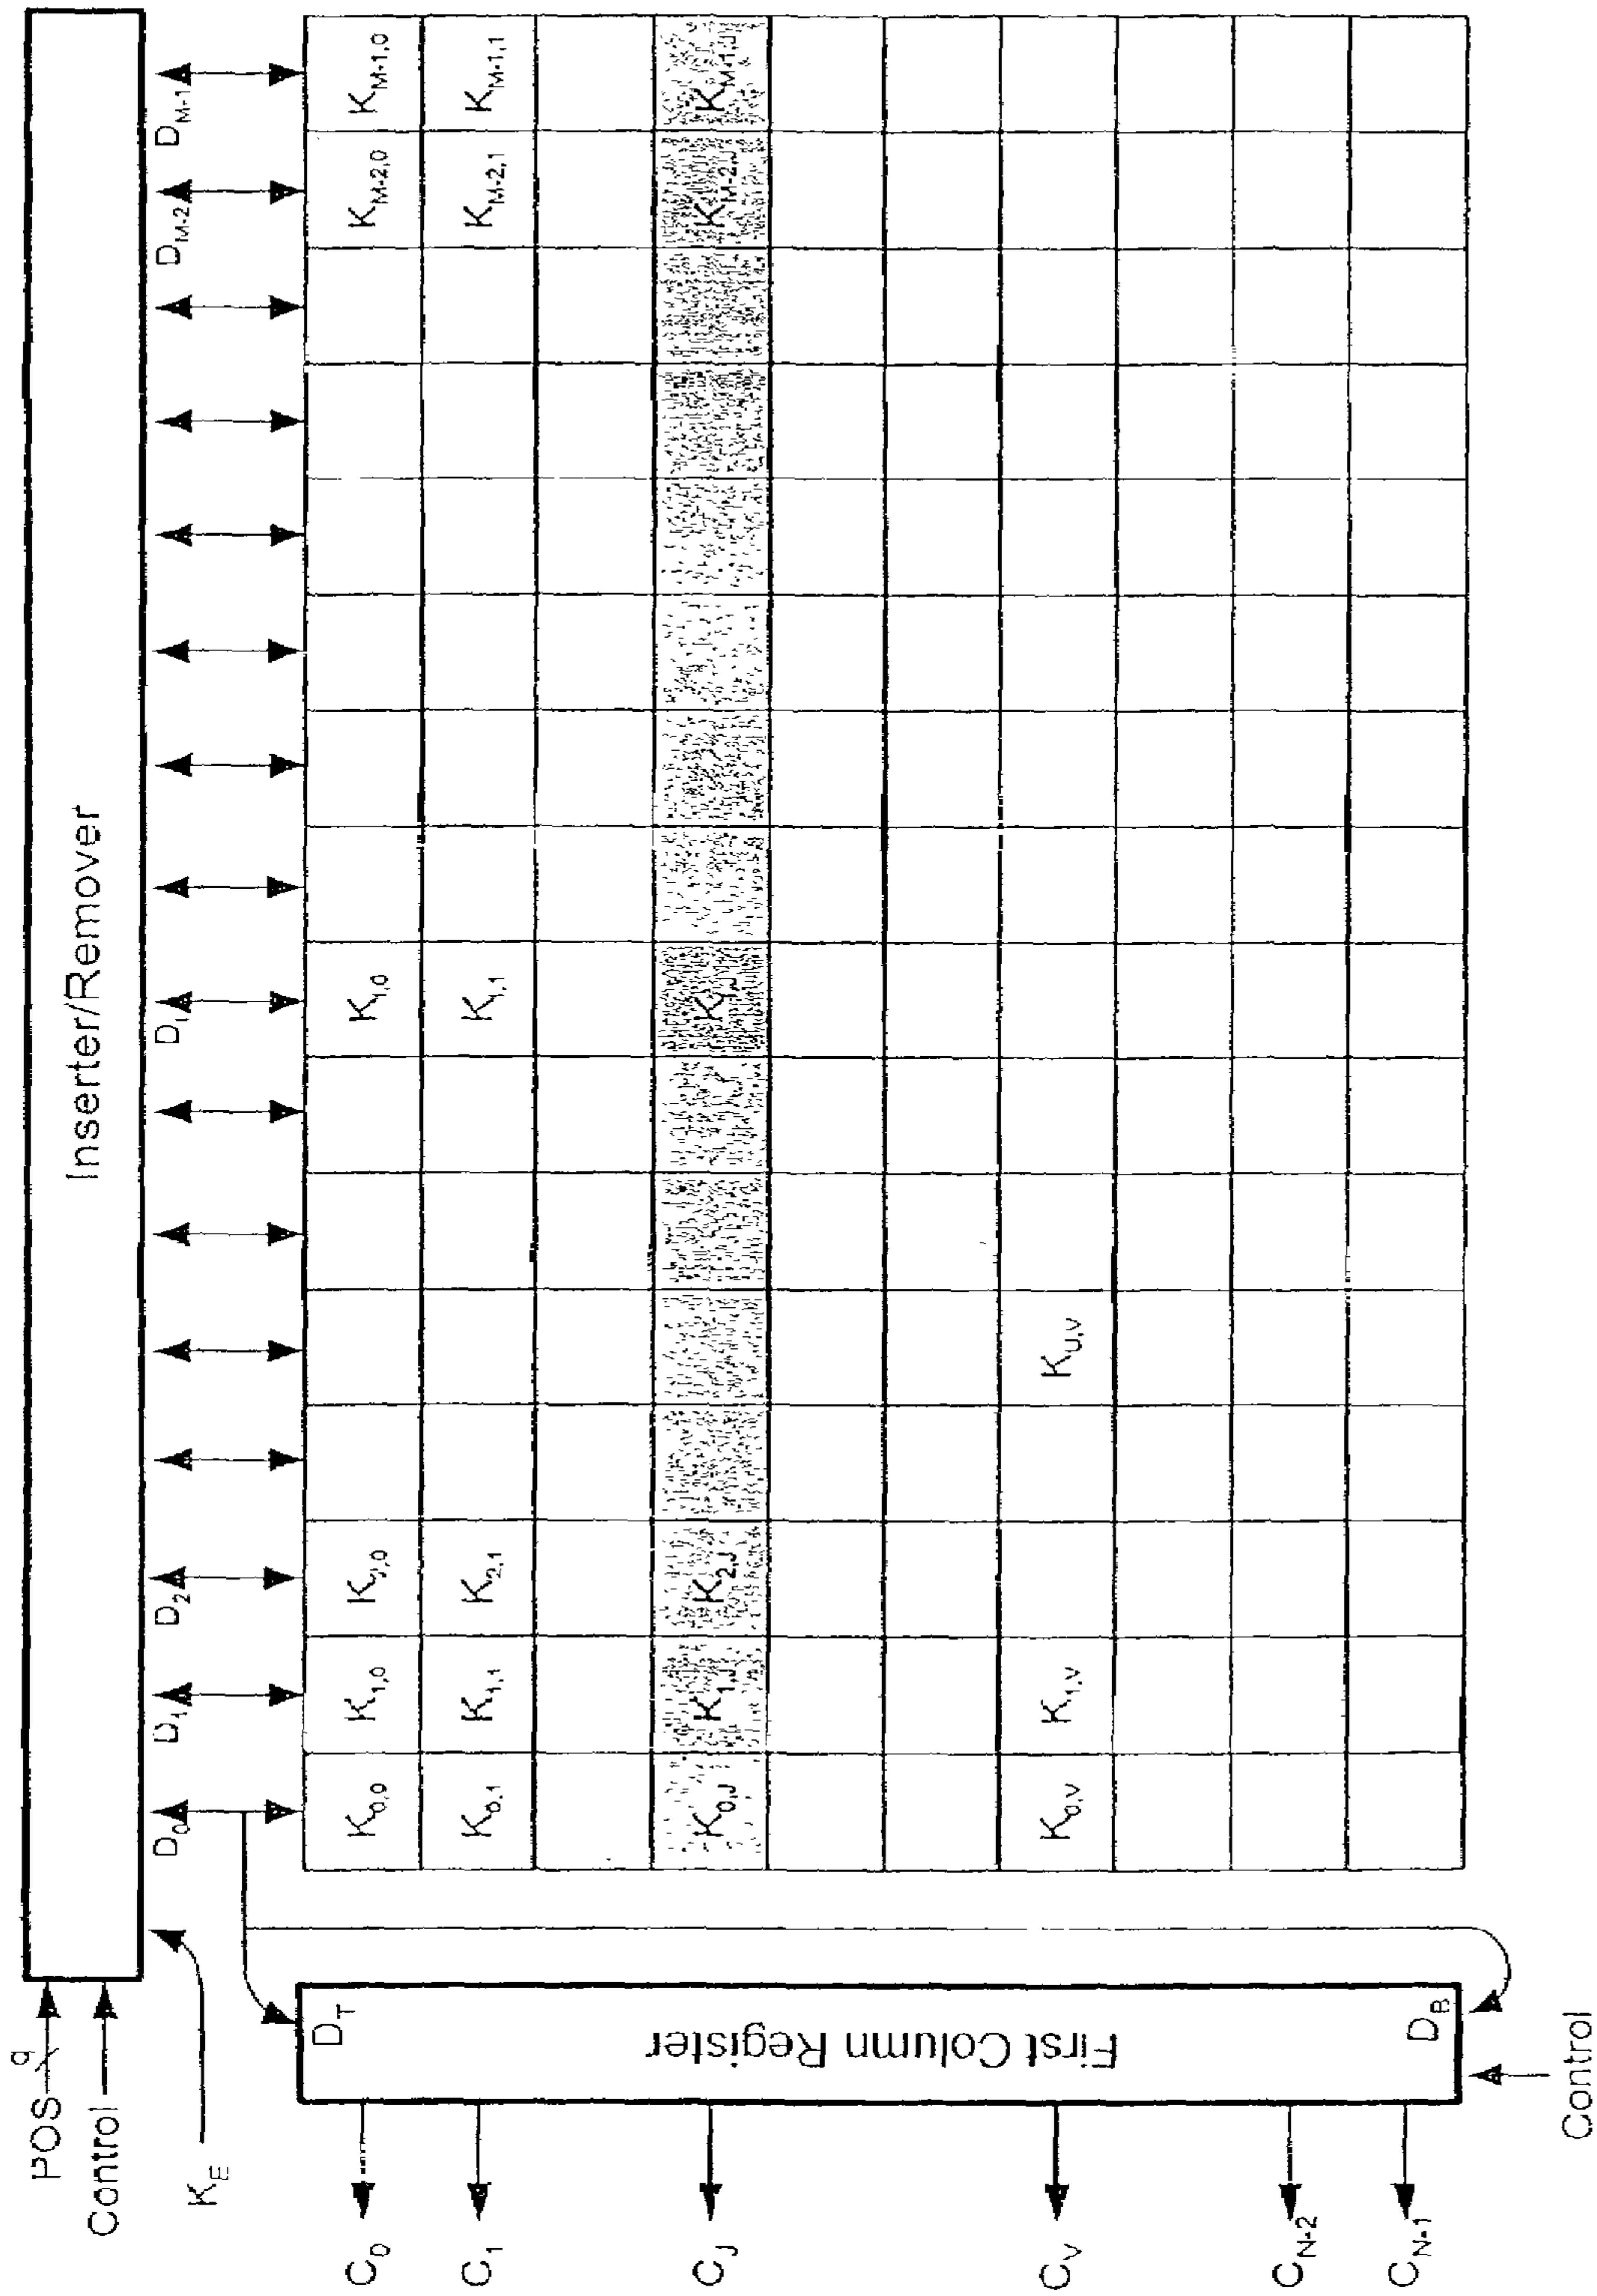 POS q
Control
Inserter/Remover
K_E
D_0 D_1 D_2 D_I D_M-2 D_M-1
C_0 D_T K_0,0 K_1,0 K_2,0 K_I,0 K_M-2,0 K_M-1,0
C_1 K_0,1 K_1,1 K_2,1 K_I,1 K_M-2,1 K_M-1,1
C_J K_0,J K_1,J K_2,J K_I,J K_M-2,J K_M-1,J
First Column Register
C_V K_0,V K_1,V K_U,V
C_N-2
C_N-1 D_B
Control